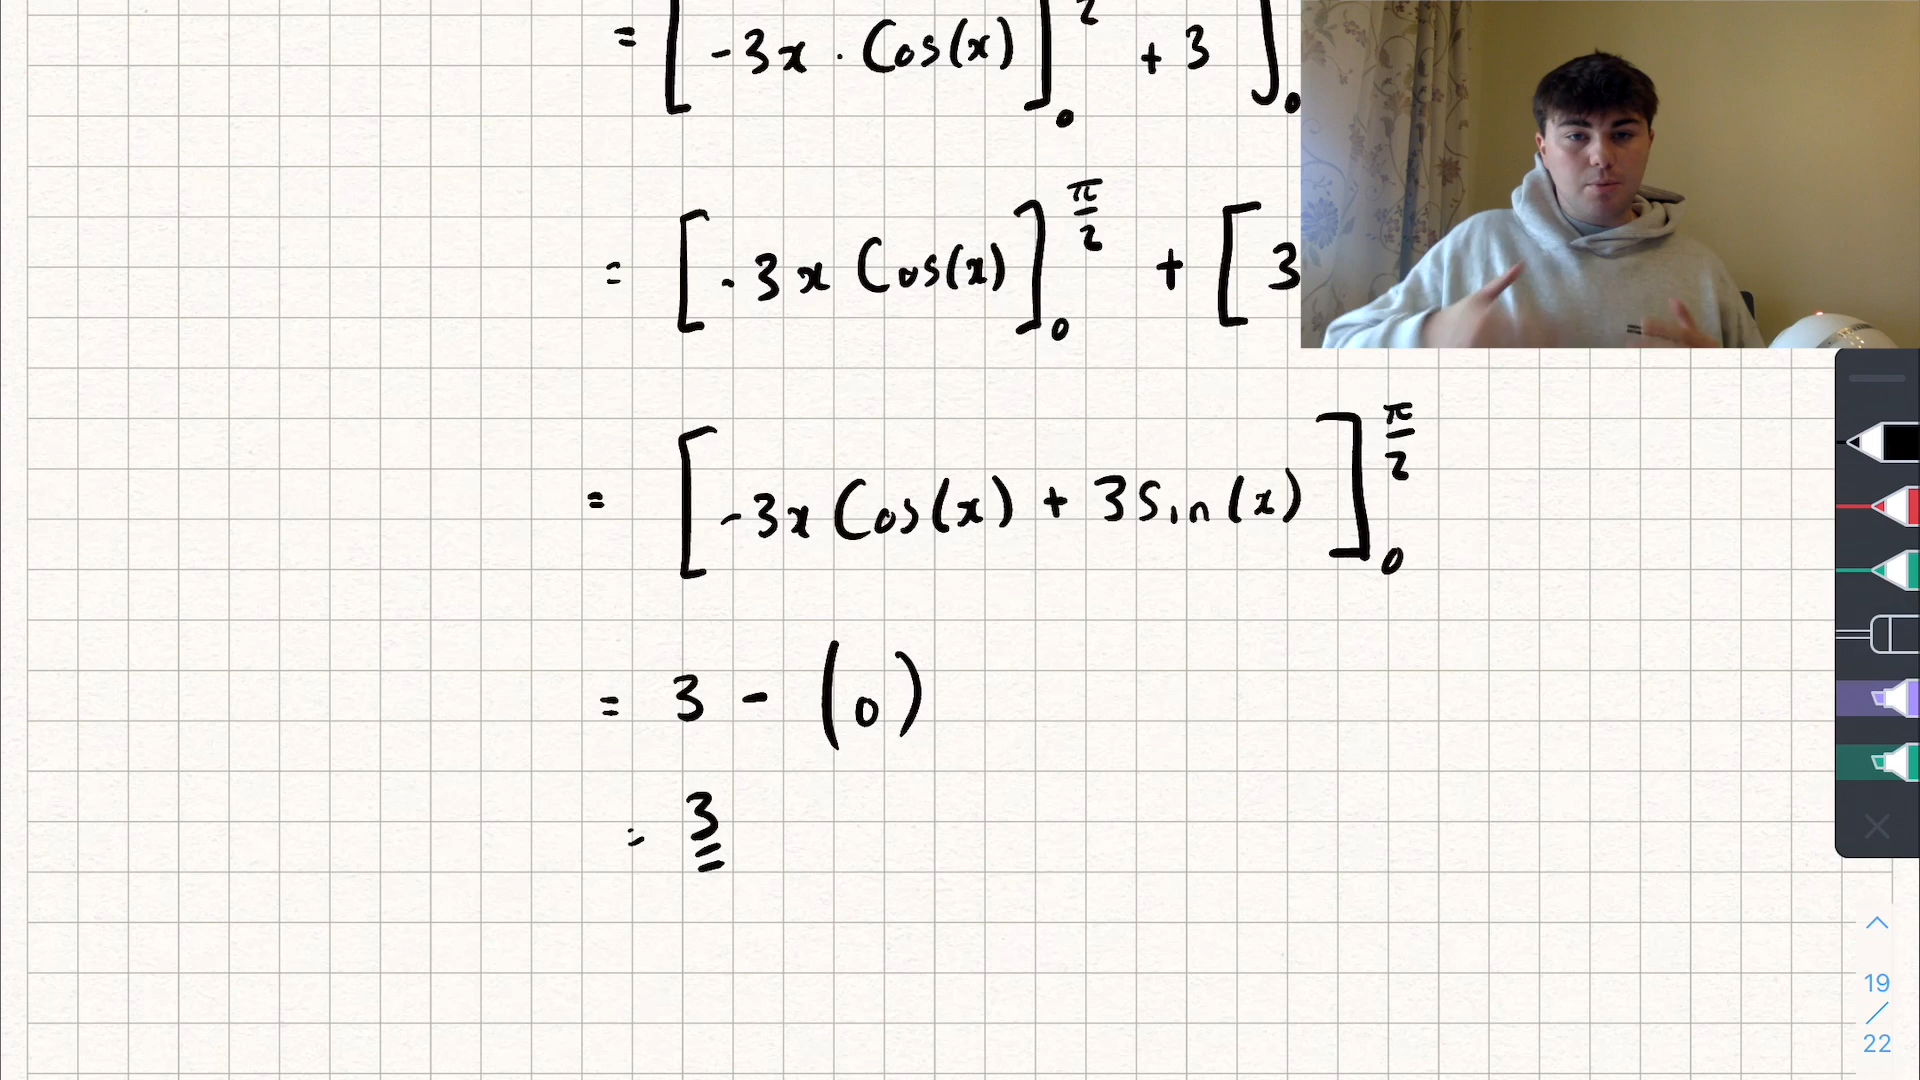 = [ -3x . Cos(x) ]₀ 2 + 3 ∫₀
= [ -3x Cos(x) ]₀^π/2 + [ 3
= [ -3x Cos(x) + 3Sin(x) ]₀^π/2
= 3 - (0)
= 3
19
/
22